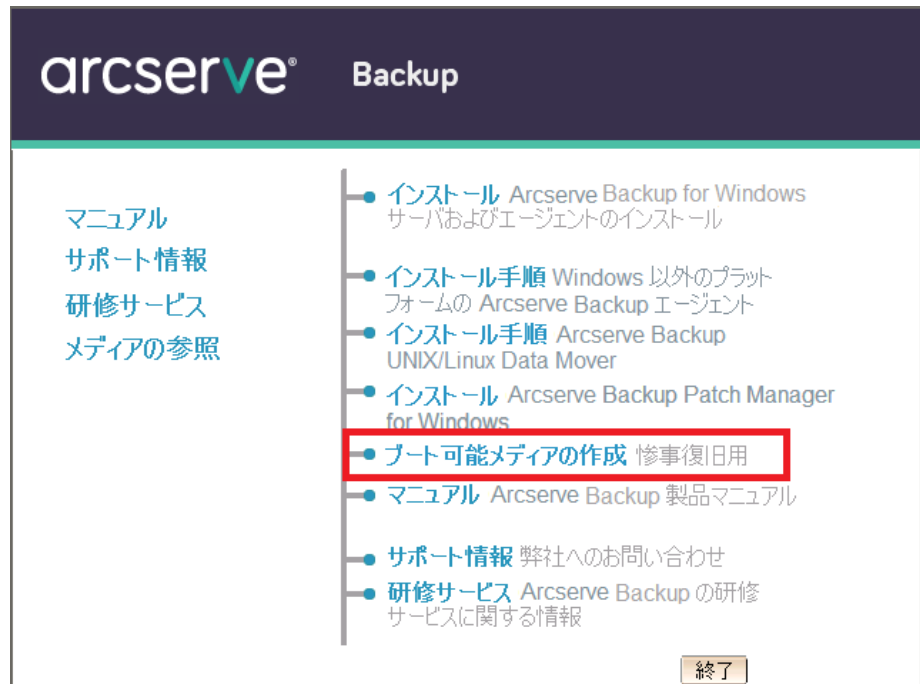 arcserve® Backup
マニュアル
サポート情報
研修サービス
メディアの参照
インストール Arcserve Backup for Windows
サーバおよびエージェントのインストール
インストール手順 Windows 以外のプラット
フォームの Arcserve Backup エージェント
インストール手順 Arcserve Backup
UNIX/Linux Data Mover
インストール Arcserve Backup Patch Manager
for Windows
ブート可能メディアの作成 惨事復旧用
マニュアル Arcserve Backup 製品マニュアル
サポート情報 弊社へのお問い合わせ
研修サービス Arcserve Backup の研修
サービスに関する情報
終了